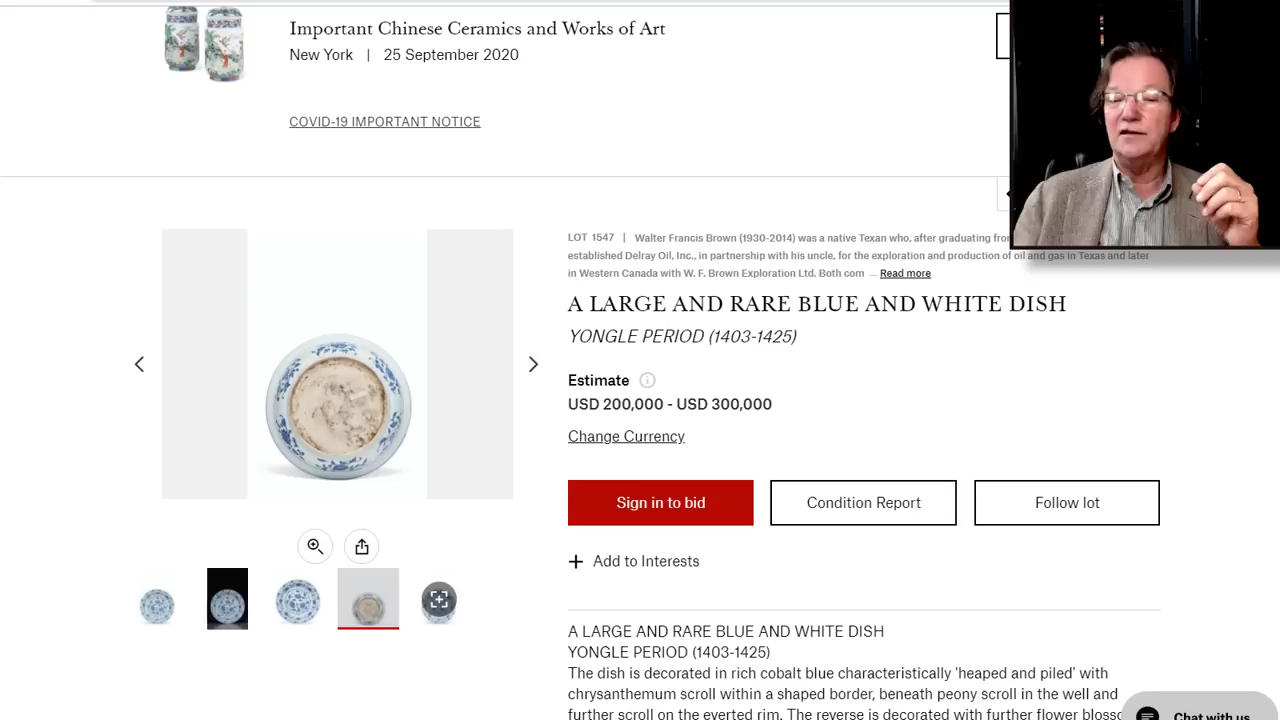 Important Chinese Ceramics and Works of Art
New York | 25 September 2020
COVID-19 IMPORTANT NOTICE
LOT 1547 | Walter Francis Brown (1930-2014) was a native Texan who, after graduating
established Delray Oil, Inc., in partnership with his uncle, for the exploration and production of oil and gas in Texas and later
in Western Canada with W. F. Brown Exploration Ltd. Both com ... Read more
A LARGE AND RARE BLUE AND WHITE DISH
YONGLE PERIOD (1403-1425)
Estimate
USD 200,000 - USD 300,000
Change Currency
Sign in to bid
Condition Report
Follow lot
+ Add to Interests
A LARGE AND RARE BLUE AND WHITE DISH
YONGLE PERIOD (1403-1425)
The dish is decorated in rich cobalt blue characteristically 'heaped and piled' with
chrysanthemum scroll within a shaped border, beneath peony scroll in the well and
further scroll on the everted rim. The reverse is decorated with further flower
Chat with us